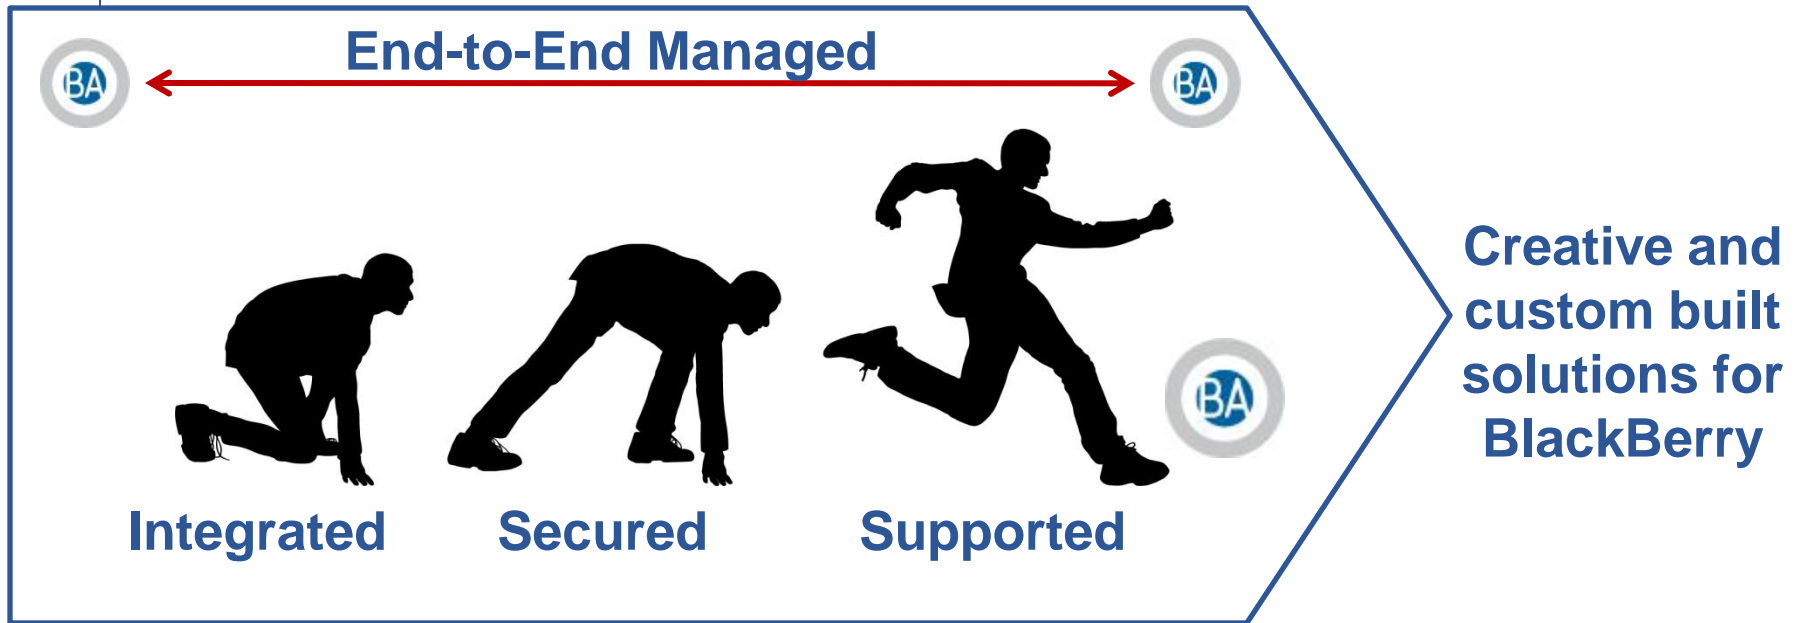 End-to-End Managed
BA
BA
Creative and
custom built
solutions for
BlackBerry
BA
Integrated
Secured
Supported